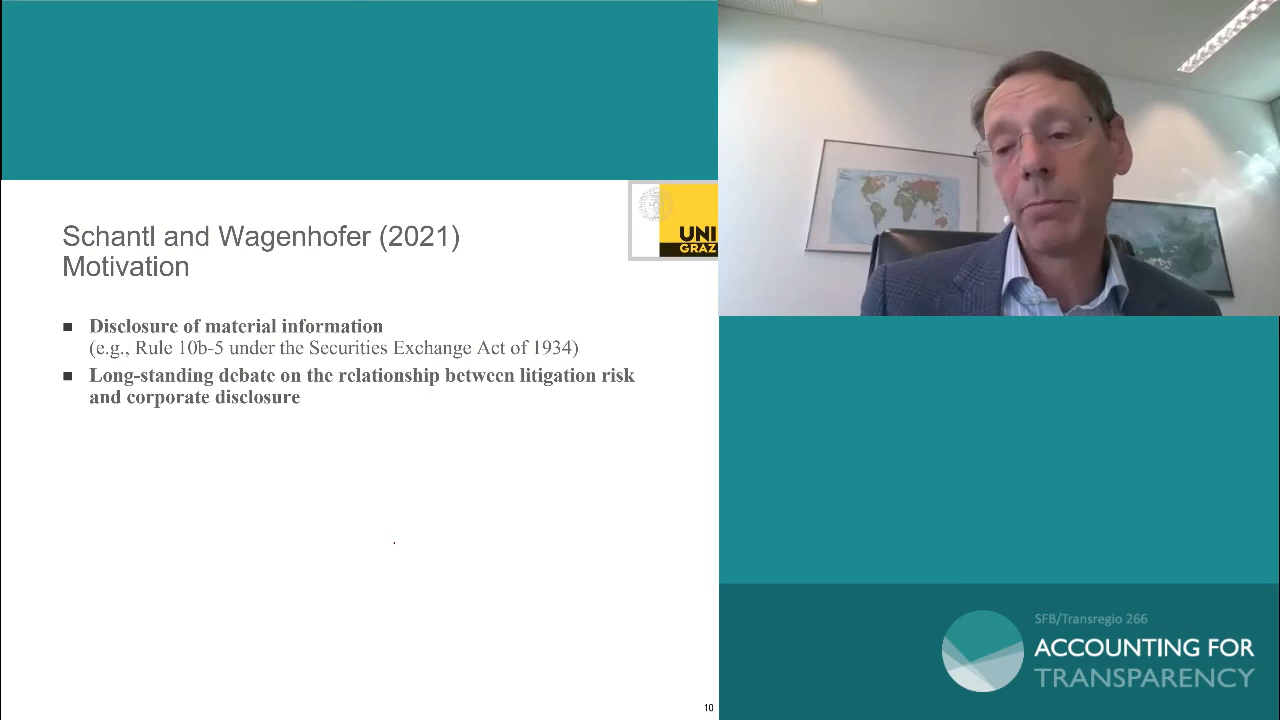 Schantl and Wagenhofer (2021)
Motivation
UNI
GRAZ
■ Disclosure of material information
(e.g., Rule 10b-5 under the Securities Exchange Act of 1934)
■ Long-standing debate on the relationship between litigation risk
and corporate disclosure
10
SFB/Transregio 266
ACCOUNTING FOR
TRANSPARENCY